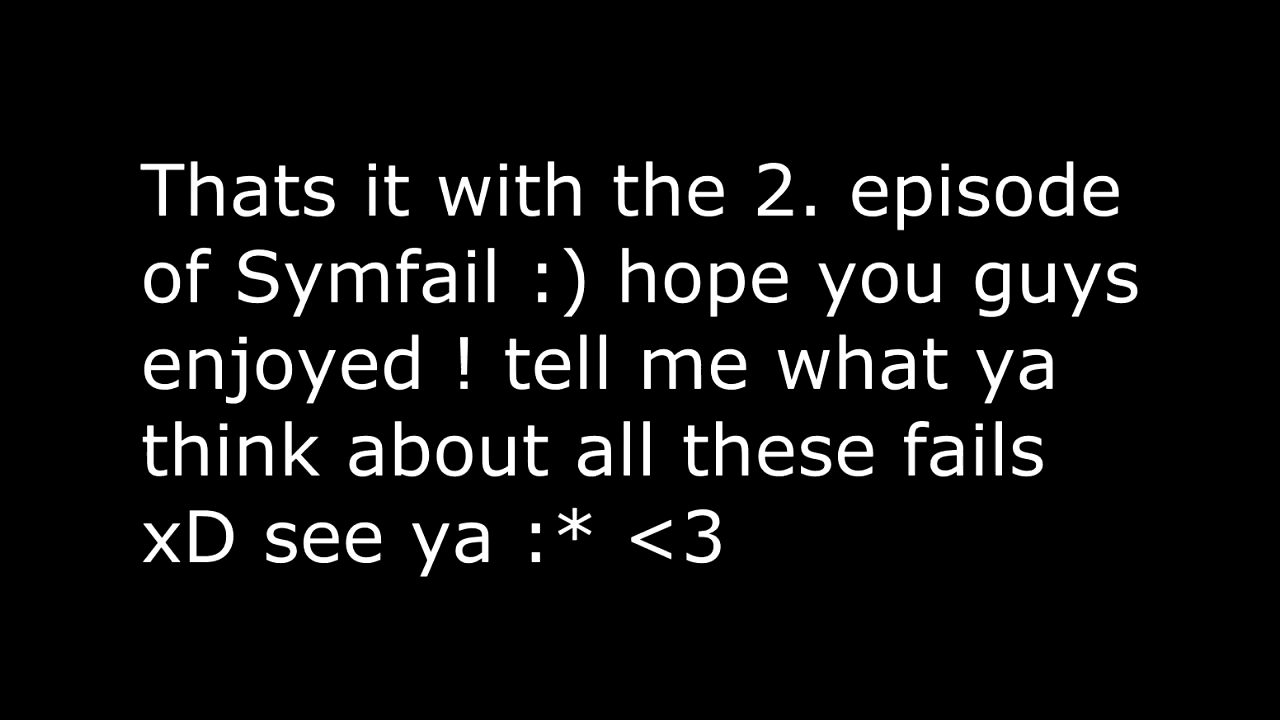 Thats it with the 2. episode
of Symfail :) hope you guys
enjoyed ! tell me what ya
think about all these fails
xD see ya :* <3